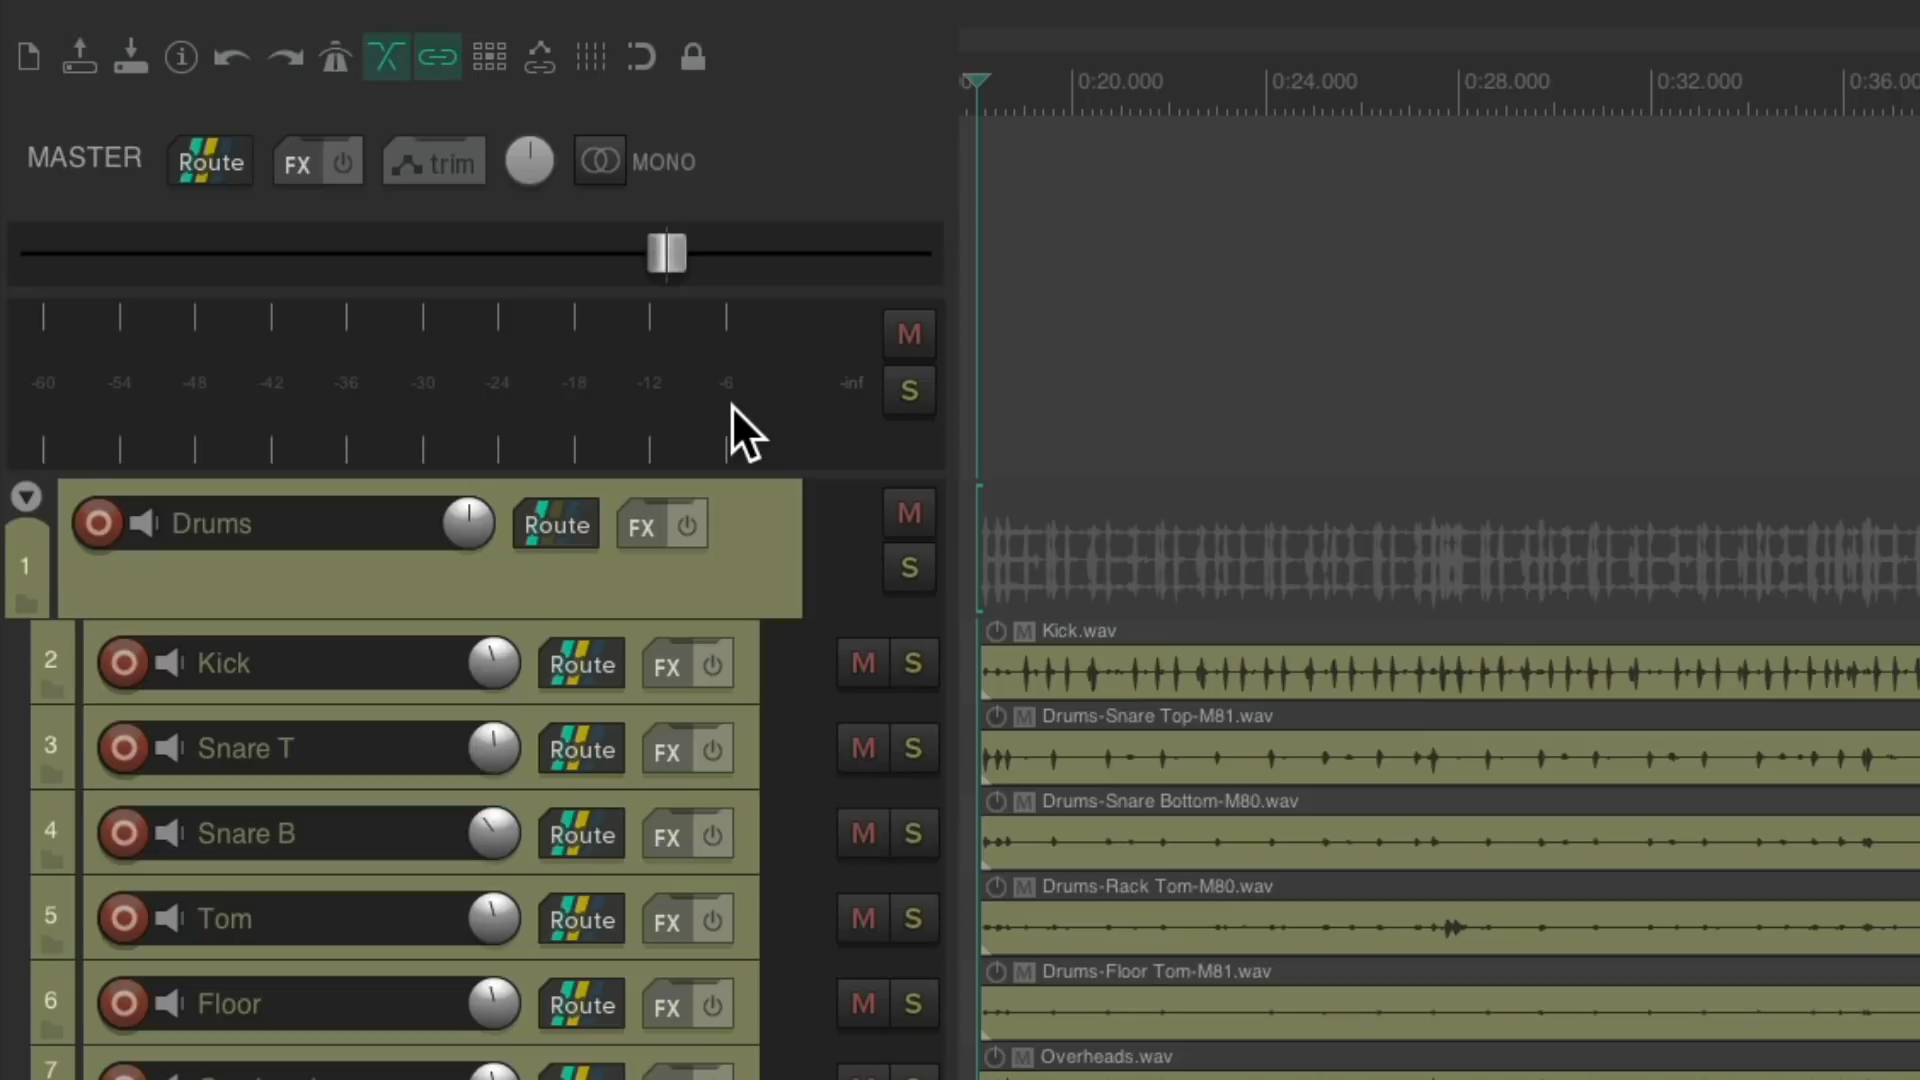 0:20.000 0:24.000 0:28.000 0:32.000 0:36.00
MASTER Route FX trim MONO
-60 -54 -48 -42 -36 -30 -24 -18 -12 -6 -inf
M
S
1 Drums Route FX M
S
2 Kick Route FX M S
3 Snare T Route FX M S
4 Snare B Route FX M S
5 Tom Route FX M S
6 Floor Route FX M S
7
M Kick.wav
M Drums-Snare Top-M81.wav
M Drums-Snare Bottom-M80.wav
M Drums-Rack Tom-M80.wav
M Drums-Floor Tom-M81.wav
M Overheads.wav